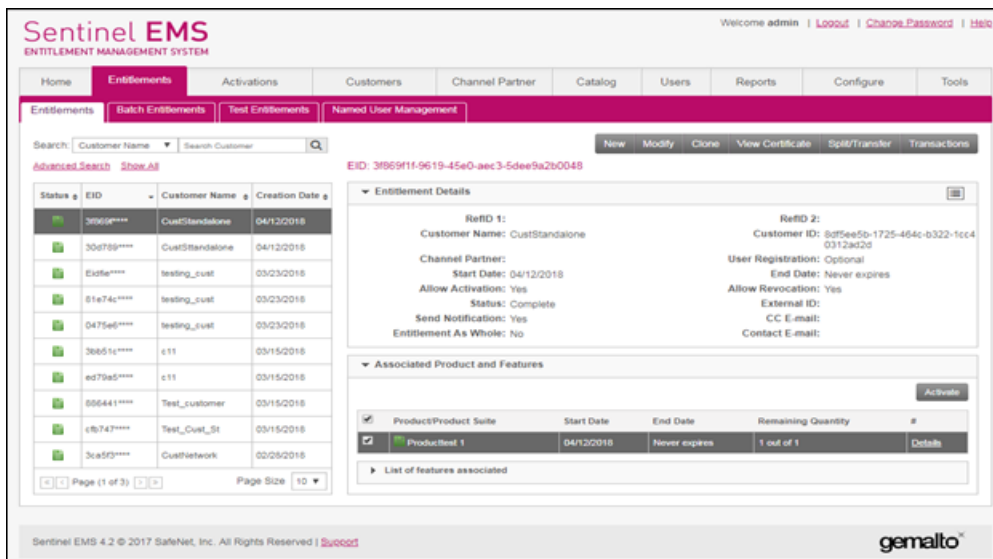 Sentinel EMS
ENTITLEMENT MANAGEMENT SYSTEM
Welcome admin | Logout | Change Password | Help
Home Entitlements Activations Customers Channel Partner Catalog Users Reports Configure Tools
Entitlements Batch Entitlements Test Entitlements Named User Management
Search: Customer Name Search Customer
Advanced Search Show All
New Modify Clone View Certificate Split/Transfer Transactions
EID: 3f869f1f-9619-45e0-aec3-5dee9a2b0048
Status EID Customer Name Creation Date
3f869f**** CustStandalone 04/12/2018
30d789**** CustSttandalone 04/12/2018
Eidfie**** testing_cust 03/23/2018
81e74c**** testing_cust 03/23/2018
0475e6**** testing_cust 03/23/2018
3bb51c**** c11 03/15/2018
ed79a5**** c11 03/15/2018
886441**** Test_customer 03/15/2018
cfb747**** Test_Cust_St 03/15/2018
3ca5f3**** CustNetwork 02/28/2018
Page (1 of 3) Page Size 10
Entitlement Details
RefID 1: RefID 2:
Customer Name: CustStandalone Customer ID: 8df5ee5b-1725-464c-b322-1cc4
0312ad2d
Channel Partner: User Registration: Optional
Start Date: 04/12/2018 End Date: Never expires
Allow Activation: Yes Allow Revocation: Yes
Status: Complete External ID:
Send Notification: Yes CC E-mail:
Entitlement As Whole: No Contact E-mail:
Associated Product and Features
Activate
Product/Product Suite Start Date End Date Remaining Quantity #
Producttest 1 04/12/2018 Never expires 1 out of 1 Details
List of features associated
Sentinel EMS 4.2 © 2017 SafeNet, Inc. All Rights Reserved | Support
gemalto